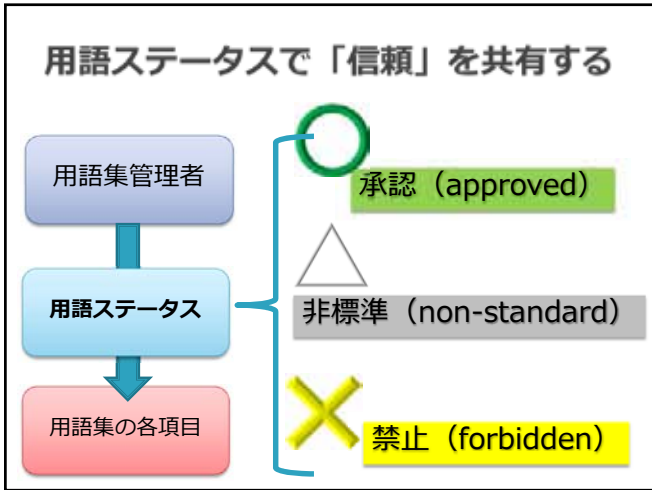 用語ステータスで「信頼」を共有する
用語集管理者
承認（approved）
用語ステータス
非標準（non-standard）
用語集の各項目
禁止（forbidden）